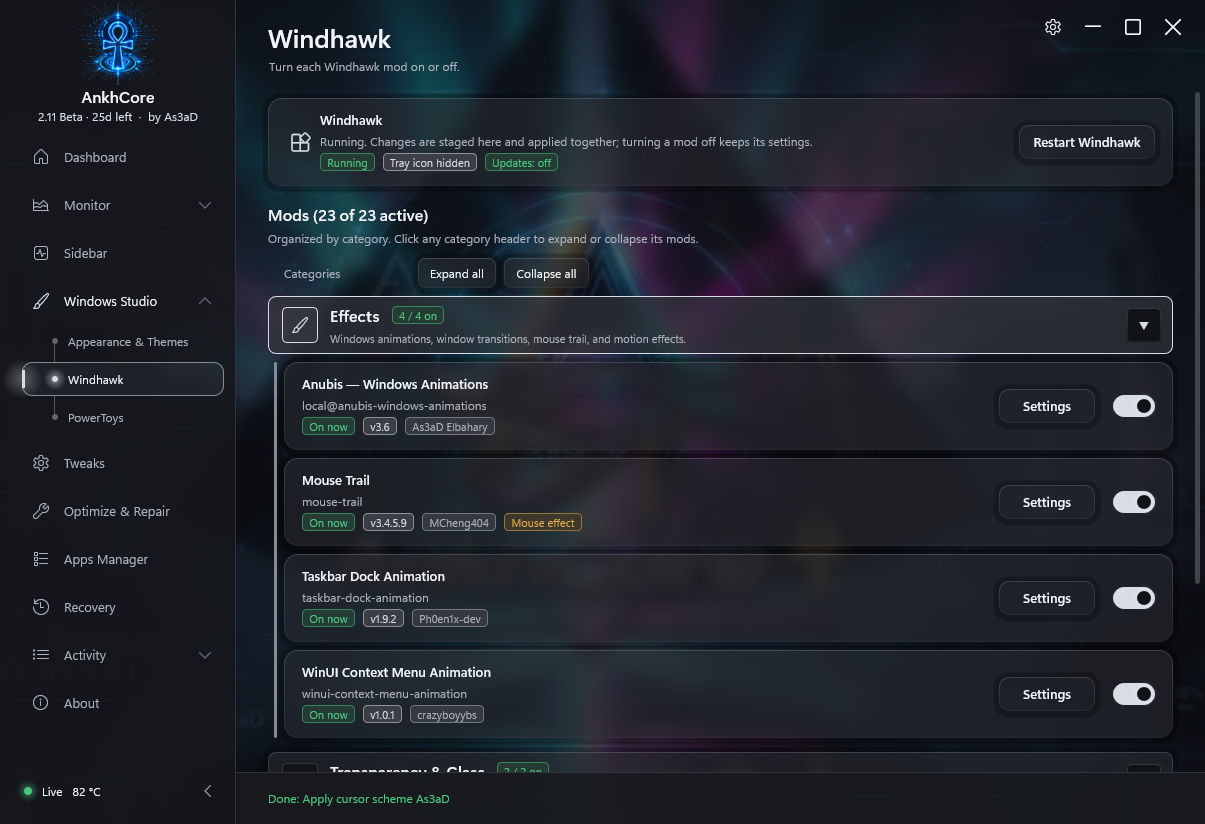 AnkhCore
2.11 Beta · 25d left · by As3aD
Dashboard
Monitor
Sidebar
Windows Studio
Appearance & Themes
Windhawk
PowerToys
Tweaks
Optimize & Repair
Apps Manager
Recovery
Activity
About
Live 82 °C
Windhawk
Turn each Windhawk mod on or off.
Windhawk
Running. Changes are staged here and applied together; turning a mod off keeps its settings.
Running Tray icon hidden Updates: off
Restart Windhawk
Mods (23 of 23 active)
Organized by category. Click any category header to expand or collapse its mods.
Categories Expand all Collapse all
Effects 4 / 4 on
Windows animations, window transitions, mouse trail, and motion effects.
Anubis — Windows Animations
local@anubis-windows-animations
On now v3.6 As3aD Elbahary
Settings
Mouse Trail
mouse-trail
On now v3.4.5.9 MCheng404 Mouse effect
Settings
Taskbar Dock Animation
taskbar-dock-animation
On now v1.9.2 Ph0en1x-dev
Settings
WinUI Context Menu Animation
winui-context-menu-animation
On now v1.0.1 crazyboyybs
Settings
Transparency & Glass
Done: Apply cursor scheme As3aD